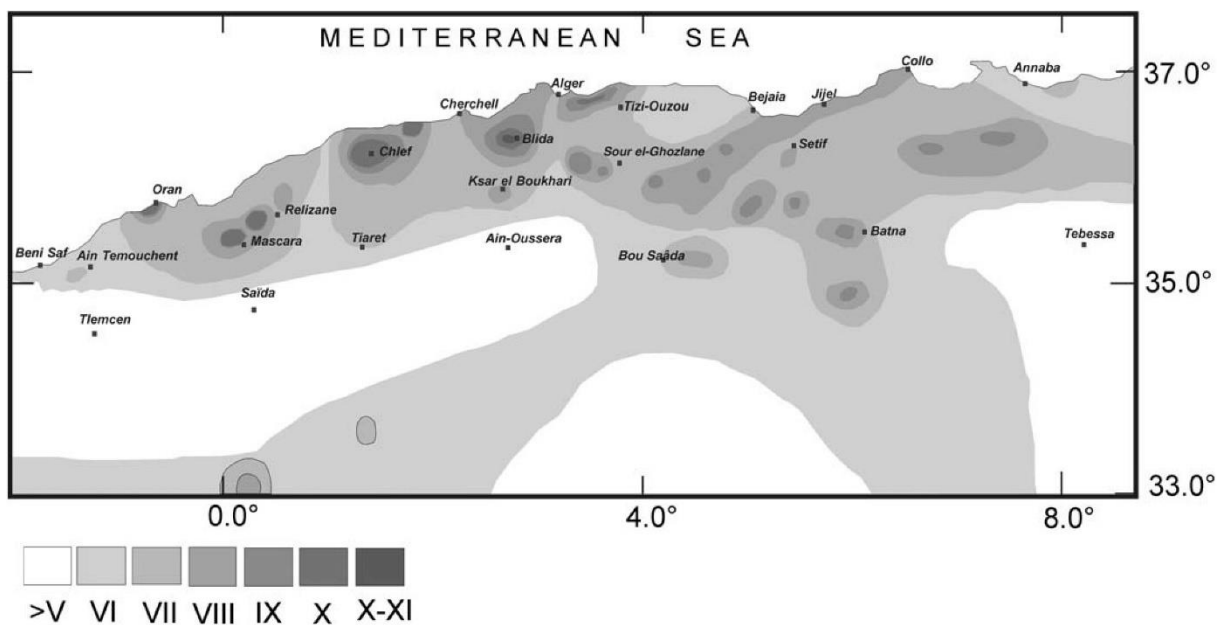 MEDITERRANEAN SEA
Collo
Annaba
37.0°
Alger
Cherchell
Tizi-Ouzou
Bejaia
Jijel
Blida
Chlef
Sour el-Ghozlane
Setif
Oran
Ksar el Boukhari
Relizane
Mascara
Tiaret
Ain-Oussera
Batna
Tebessa
Beni Saf
Ain Temouchent
Bou Saâda
35.0°
Saïda
Tlemcen
33.0°
0.0°
4.0°
8.0°
>V VI VII VIII IX X X-XI